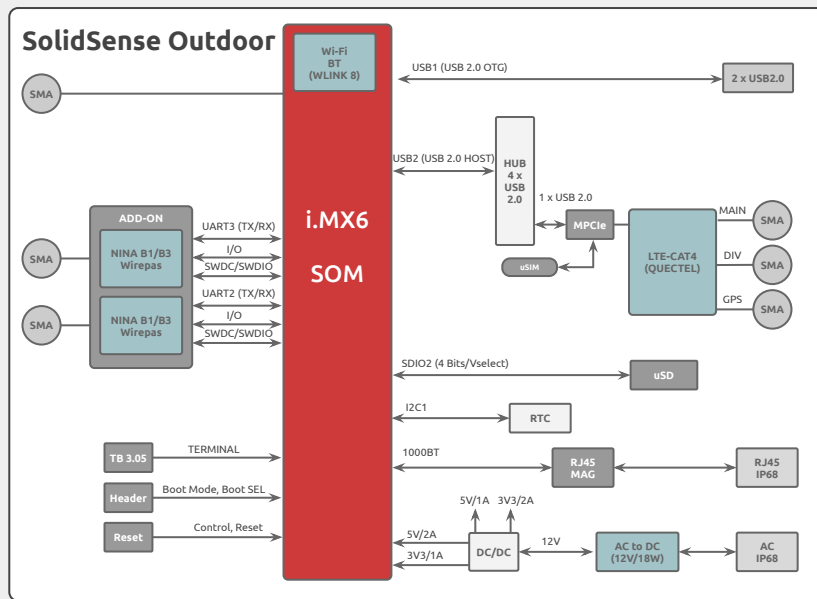 SolidSense Outdoor
Wi-Fi
BT
(WLINK 8)
USB1 (USB 2.0 OTG)
2 x USB2.0
SMA
USB2 (USB 2.0 HOST)
HUB
4 x
USB
2.0
1 x USB 2.0
MPCIe
uSIM
LTE-CAT4
(QUECTEL)
MAIN
SMA
DIV
SMA
GPS
SMA
i.MX6
SOM
ADD-ON
NINA B1/B3
Wirepas
SMA
UART3 (TX/RX)
I/O
SWDC/SWDIO
NINA B1/B3
Wirepas
SMA
UART2 (TX/RX)
I/O
SWDC/SWDIO
SDIO2 (4 Bits/Vselect)
uSD
I2C1
RTC
TB 3.05
TERMINAL
1000BT
RJ45
MAG
RJ45
IP68
Header
Boot Mode, Boot SEL
Reset
Control, Reset
5V/1A
3V3/2A
5V/2A
3V3/1A
DC/DC
12V
AC to DC
(12V/18W)
AC
IP68